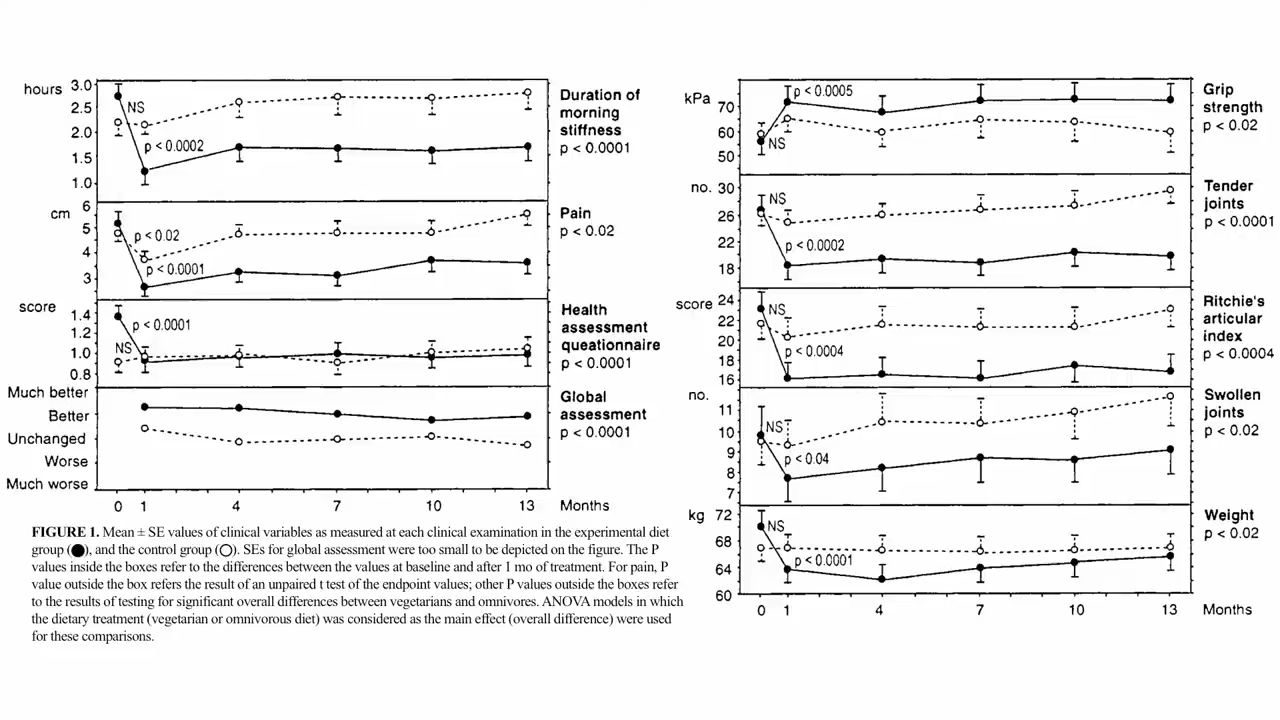 hours
3.0
2.5
2.0
1.5
1.0
NS
p < 0.0002
Duration of
morning
stiffness
p < 0.0001
cm
6
5
4
3
p < 0.02
p < 0.0001
Pain
p < 0.02
score
1.4
1.2
1.0
0.8
p < 0.0001
NS
Health
assessment
questionnaire
p < 0.0001
Much better
Better
Unchanged
Worse
Much worse
Global
assessment
p < 0.0001
0 1 4 7 10 13 Months
FIGURE 1. Mean ± SE values of clinical variables as measured at each clinical examination in the experimental diet
group (●), and the control group (○). SEs for global assessment were too small to be depicted on the figure. The P
values inside the boxes refer to the differences between the values at baseline and after 1 mo of treatment. For pain, P
value outside the box refers the result of an unpaired t test of the endpoint values; other P values outside the boxes refer
to the results of testing for significant overall differences between vegetarians and omnivores. ANOVA models in which
the dietary treatment (vegetarian or omnivorous diet) was considered as the main effect (overall difference) were used
for these comparisons.
kPa
70
60
50
p < 0.0005
NS
Grip
strength
p < 0.02
no.
30
26
22
18
NS
p < 0.0002
Tender
joints
p < 0.0001
score
24
22
20
18
16
NS
p < 0.0004
Ritchie's
articular
index
p < 0.0004
no.
11
10
9
8
7
NS
p < 0.04
Swollen
joints
p < 0.02
kg
72
68
64
60
NS
p < 0.0001
Weight
p < 0.02
0 1 4 7 10 13 Months